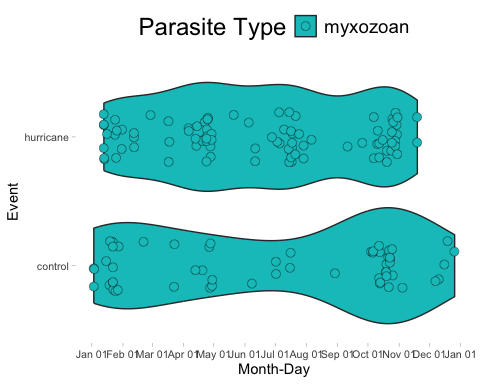 Parasite Type myxozoan
hurricane
control
Event
Jan 01 Feb 01 Mar 01 Apr 01 May 01 Jun 01 Jul 01 Aug 01 Sep 01 Oct 01 Nov 01 Dec 01 Jan 01
Month-Day